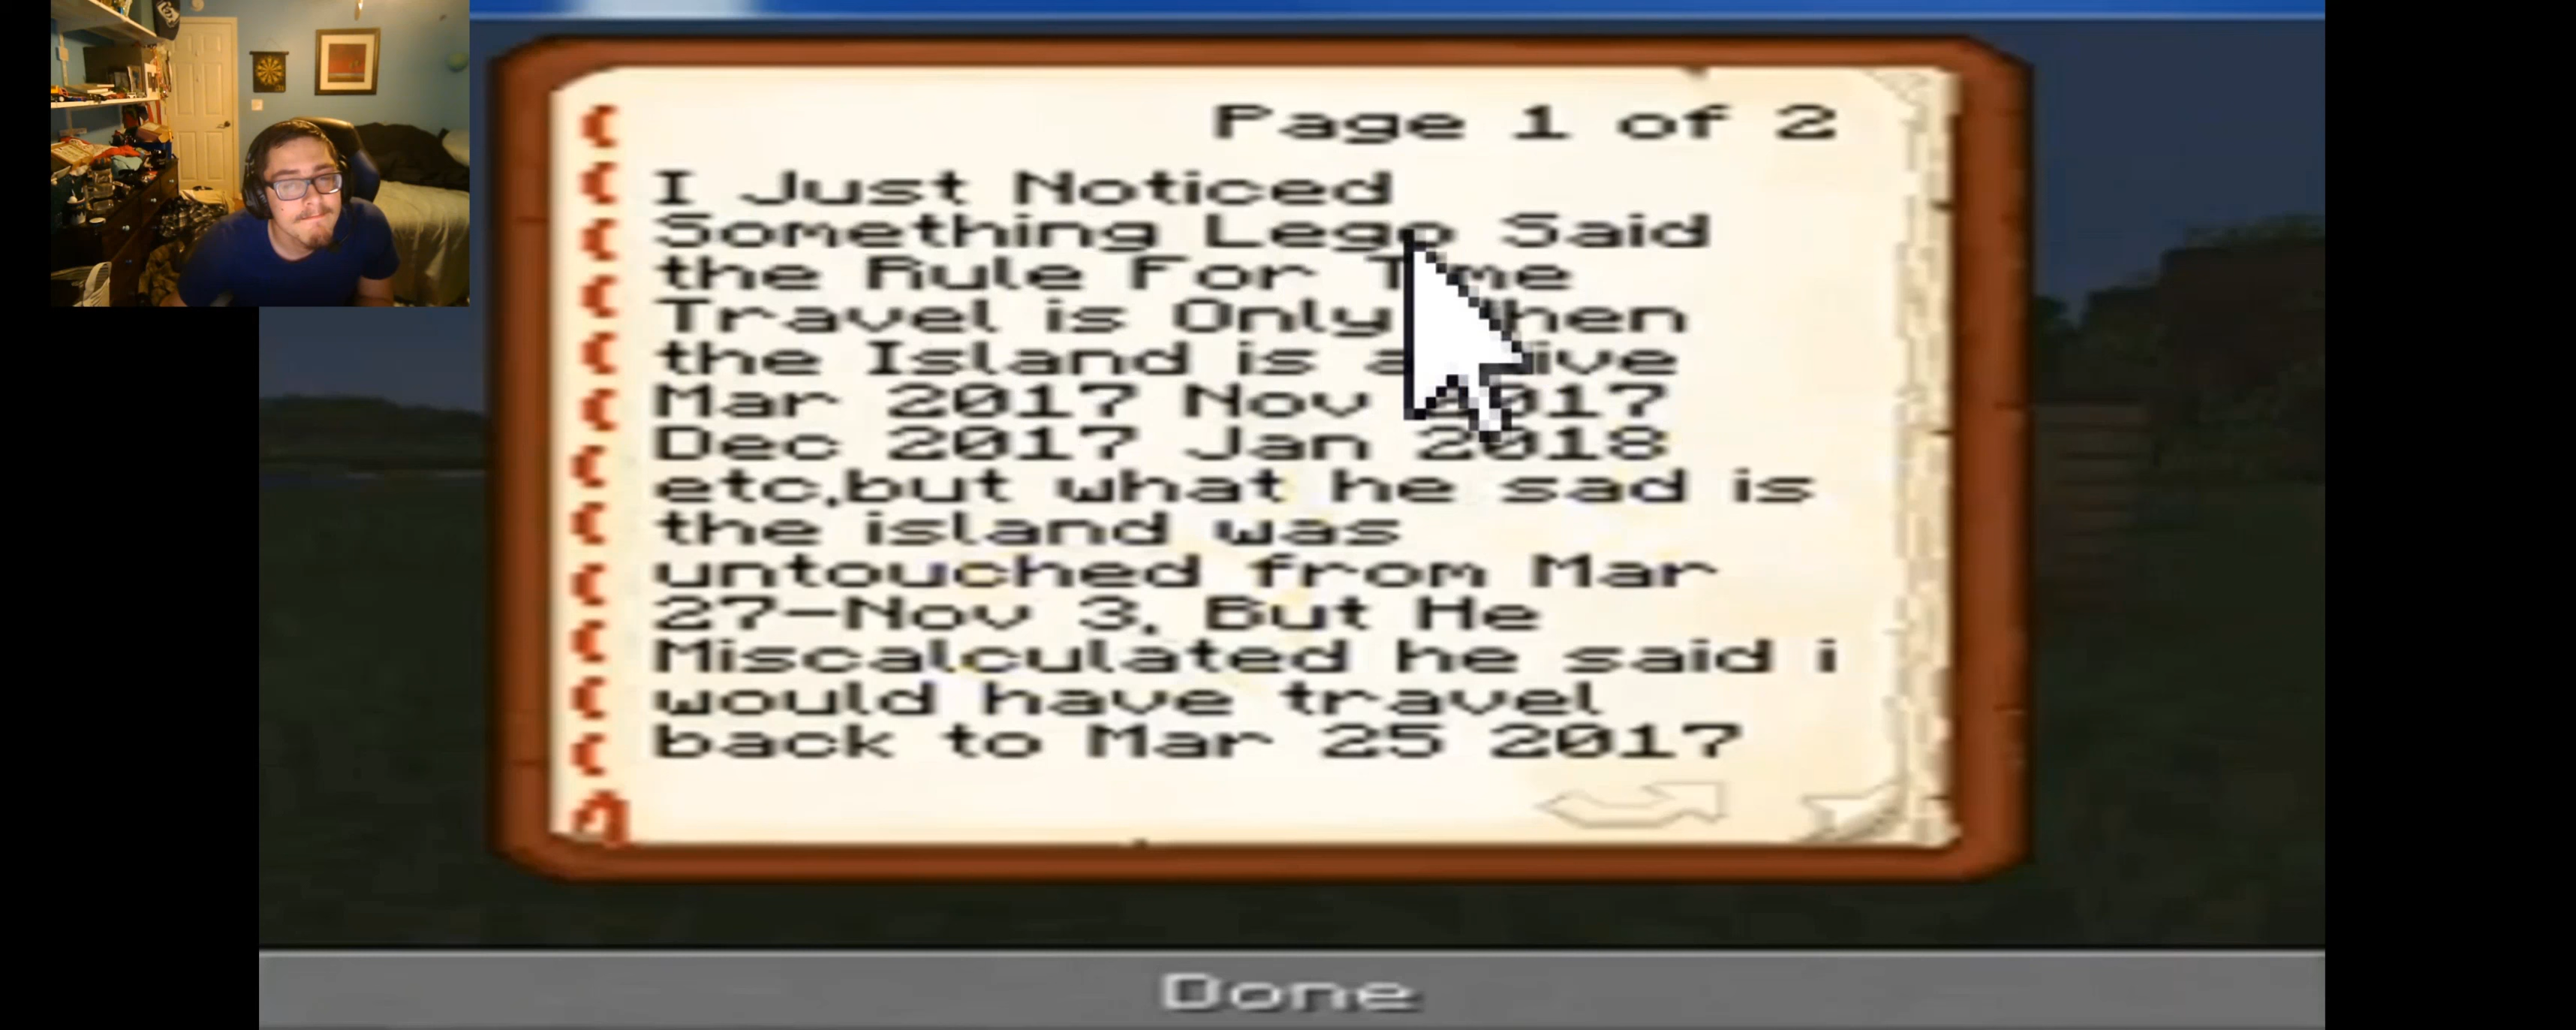 Page 1 of 2
I Just Noticed
Something Lego Said
the Rule For Time
Travel is Only When
the Island is active
Mar 2017 Nov 2017
Dec 2017 Jan 2018
etc.but what he sad is
the island was
untouched from Mar
27-Nov 3. But He
Miscalculated he said i
would have travel
back to Mar 25 2017
Done